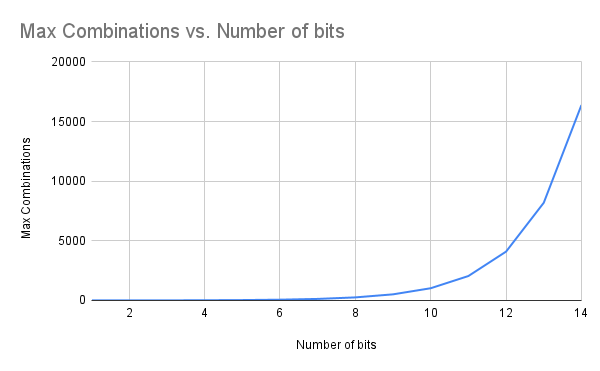 Max Combinations vs. Number of bits
20000
15000
10000
5000
0
Max Combinations
2 4 6 8 10 12 14
Number of bits